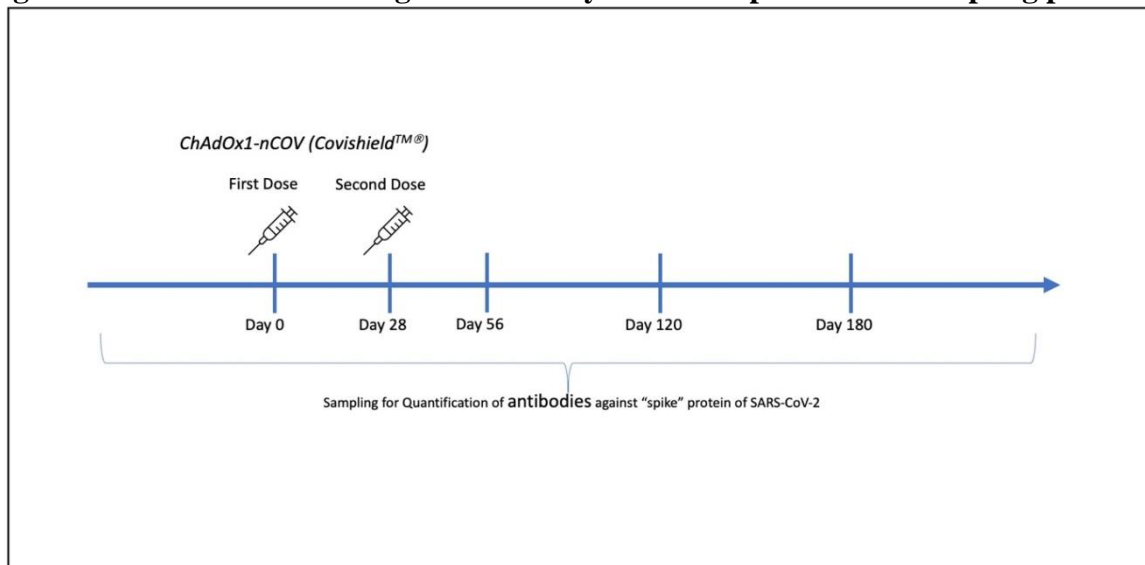 ChAdOx1-nCOV (Covishield™®)
First Dose Second Dose
Day 0 Day 28 Day 56 Day 120 Day 180
Sampling for Quantification of antibodies against “spike” protein of SARS-CoV-2